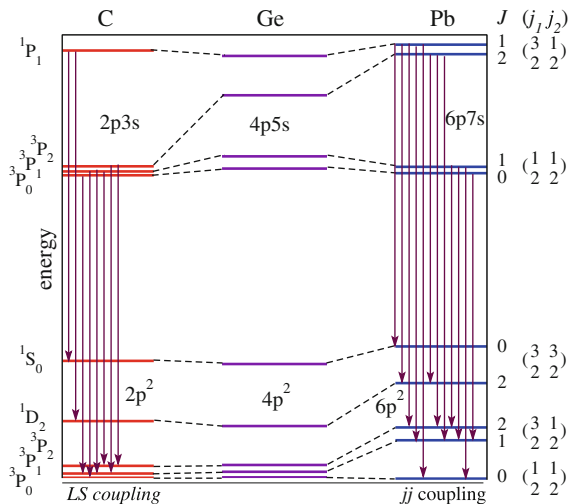 C Ge Pb J (j₁ j₂)
¹P₁ 1 (3/2 1/2)
2
2p3s 4p5s 6p7s
³P₂
³P₁ 1 (1/2 1/2)
³P₀ 0
energy
¹S₀ 0 (3/2 3/2)
2
2p² 4p² 6p²
¹D₂
2 (3/2 1/2)
³P₂ 1
³P₁
³P₀ 0 (1/2 1/2)
LS coupling jj coupling